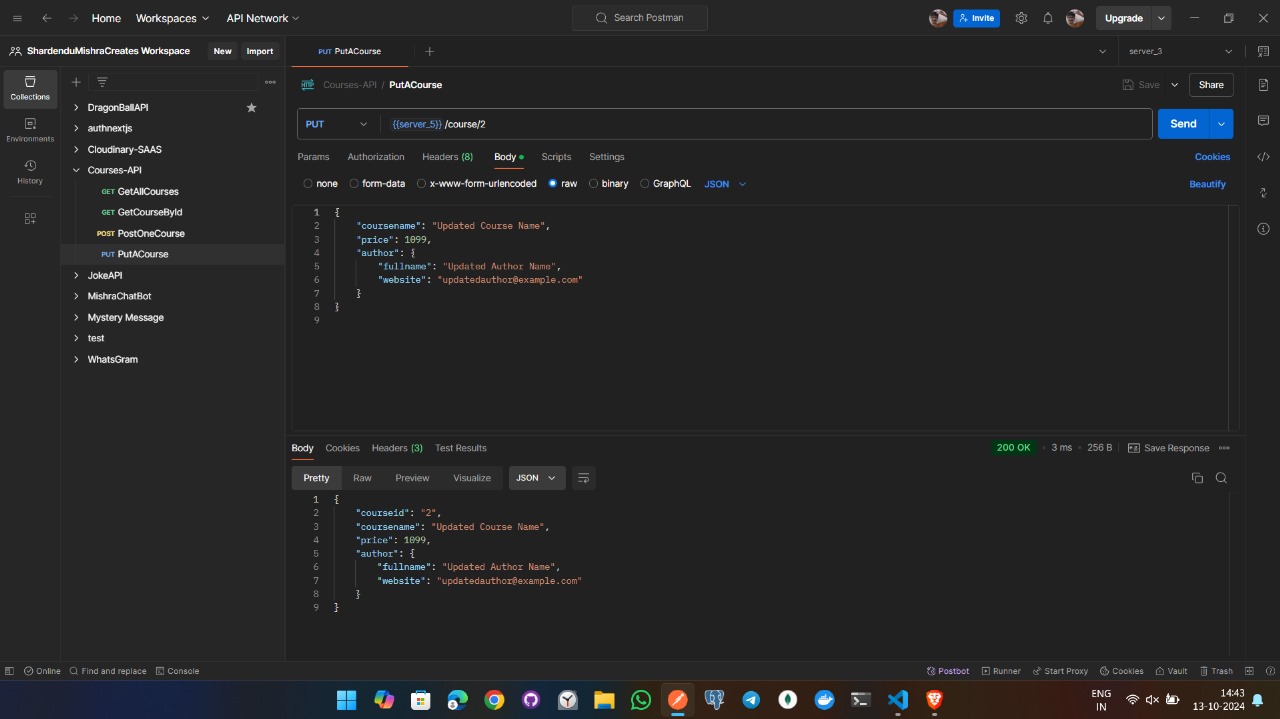 Home Workspaces API Network Search Postman Invite Upgrade
ShardenduMishraCreates Workspace New Import PUT PutACourse server_3
Collections
Environments
History
DragonBallAPI
authnextjs
Cloudinary-SAAS
Courses-API
GET GetAllCourses
GET GetCourseById
POST PostOneCourse
PUT PutACourse
JokeAPI
MishraChatBot
Mystery Message
test
WhatsGram
HTTP Courses-API / PutACourse Save Share
PUT {{server_5}} /course/2 Send
Params Authorization Headers (8) Body Scripts Settings Cookies
none form-data x-www-form-urlencoded raw binary GraphQL JSON Beautify
1 {
2 "coursename": "Updated Course Name",
3 "price": 1099,
4 "author": {
5 "fullname": "Updated Author Name",
6 "website": "updatedauthor@example.com"
7 }
8 }
9
Body Cookies Headers (3) Test Results 200 OK 3 ms 256 B Save Response
Pretty Raw Preview Visualize JSON
1 {
2 "courseid": "2",
3 "coursename": "Updated Course Name",
4 "price": 1099,
5 "author": {
6 "fullname": "Updated Author Name",
7 "website": "updatedauthor@example.com"
8 }
9 }
Online Find and replace Console Postbot Runner Start Proxy Cookies Vault Trash
ENG 14:43
IN 13-10-2024